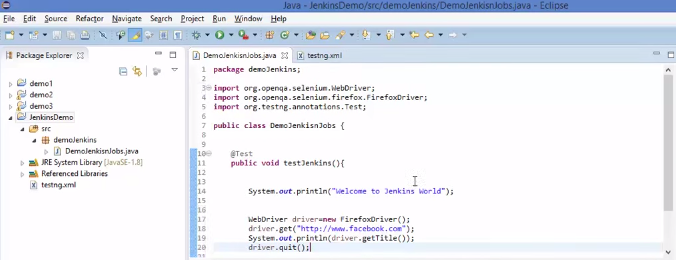 Java - JenkinsDemo/src/demoJenkins/DemoJenkisnJobs.java - Eclipse
File Edit Source Refactor Navigate Search Project Run Window Help
Package Explorer
demo1
demo2
demo3
JenkinsDemo
src
demoJenkins
DemoJenkisnJobs.java
JRE System Library [JavaSE-1.8]
Referenced Libraries
testng.xml
DemoJenkisnJobs.java testng.xml
1 package demoJenkins;
2
3 import org.openqa.selenium.WebDriver;
4 import org.openqa.selenium.firefox.FirefoxDriver;
5 import org.testng.annotations.Test;
6
7 public class DemoJenkisnJobs {
8
9
10 @Test
11 public void testJenkins(){
12
13
14 System.out.println("Welcome to Jenkins World");
15
16
17 WebDriver driver=new FirefoxDriver();
18 driver.get("http://www.facebook.com");
19 System.out.println(driver.getTitle());
20 driver.quit();